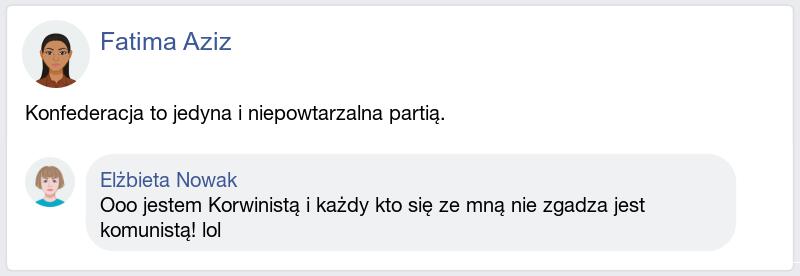 Fatima Aziz
Konfederacja to jedyna i niepowtarzalna partią.
Elżbieta Nowak
Ooo jestem Korwinistą i każdy kto się ze mną nie zgadza jest
komunistą! lol